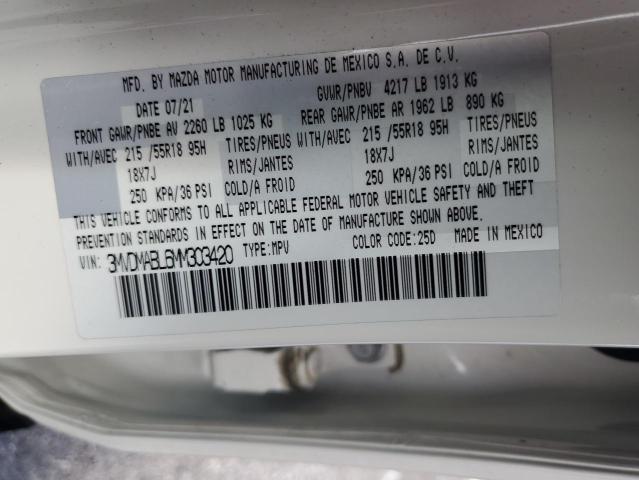 MFD. BY MAZDA MOTOR MANUFACTURING DE MEXICO S.A. DE C.V.
DATE 07/21 GVWR/PNBV 4217 LB 1913 KG
FRONT GAWR/PNBE AV 2260 LB 1025 KG REAR GAWR/PNBE AR 1962 LB 890 KG
WITH/AVEC 215 /55R18 95H TIRES/PNEUS WITH/AVEC 215 /55R18 95H TIRES/PNEUS
18X7J RIMS/JANTES 18X7J RIMS/JANTES
250 KPA/36 PSI COLD/A FROID 250 KPA/36 PSI COLD/A FROID
THIS VEHICLE CONFORMS TO ALL APPLICABLE FEDERAL MOTOR VEHICLE SAFETY AND THEFT
PREVENTION STANDARDS IN EFFECT ON THE DATE OF MANUFACTURE SHOWN ABOVE.
VIN: 3MVDMABL6MM303420 TYPE:MPV COLOR CODE:25D MADE IN MEXICO